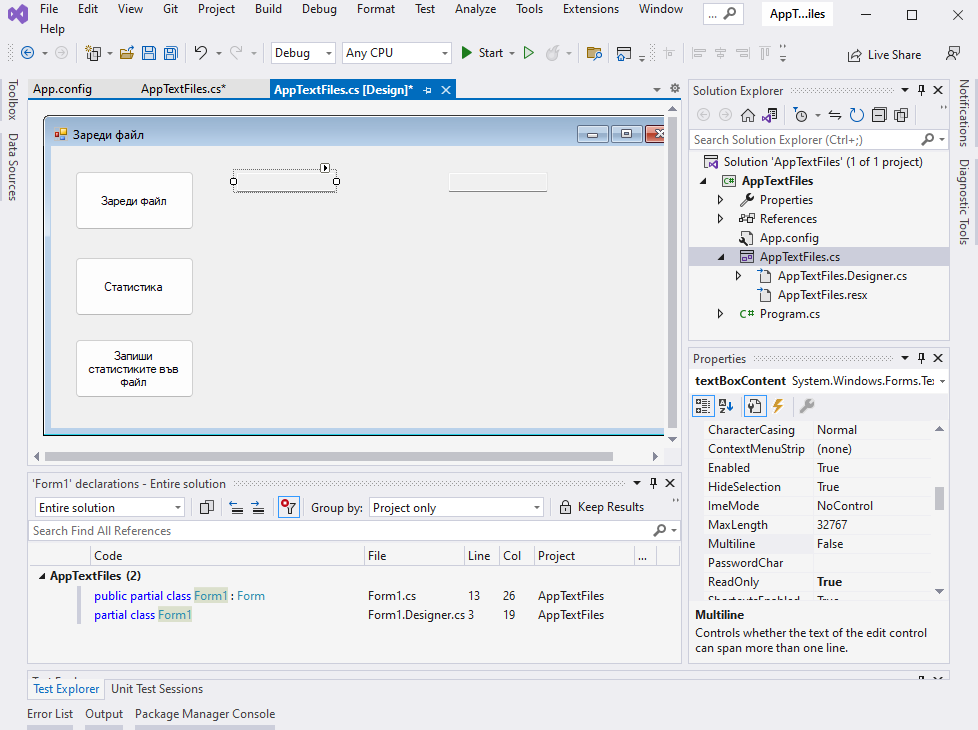 File Edit View Git Project Build Debug Format Test Analyze Tools Extensions Window ... AppT...iles
Help
Debug Any CPU Start Live Share
Toolbox
Data Sources
App.config AppTextFiles.cs* AppTextFiles.cs [Design]*
Зареди файл
Зареди файл
Статистика
Запиши
статистиките във
файл
'Form1' declarations - Entire solution
Entire solution Group by: Project only Keep Results
Search Find All References
Code File Line Col Project ...
AppTextFiles (2)
public partial class Form1 : Form Form1.cs 13 26 AppTextFiles
partial class Form1 Form1.Designer.cs 3 19 AppTextFiles
Solution Explorer
Search Solution Explorer (Ctrl+;)
Solution 'AppTextFiles' (1 of 1 project)
C# AppTextFiles
Properties
References
App.config
AppTextFiles.cs
AppTextFiles.Designer.cs
AppTextFiles.resx
C# Program.cs
Properties
textBoxContent System.Windows.Forms.Te
CharacterCasing Normal
ContextMenuStrip (none)
Enabled True
HideSelection True
ImeMode NoControl
MaxLength 32767
Multiline False
PasswordChar
ReadOnly True
ShortcutsEnabled True
Multiline
Controls whether the text of the edit control
can span more than one line.
Notifications
Diagnostic Tools
Test Explorer
Test Explorer Unit Test Sessions
Error List Output Package Manager Console